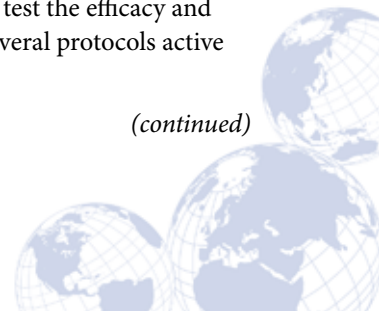 test the efficacy and
veral protocols active
(continued)